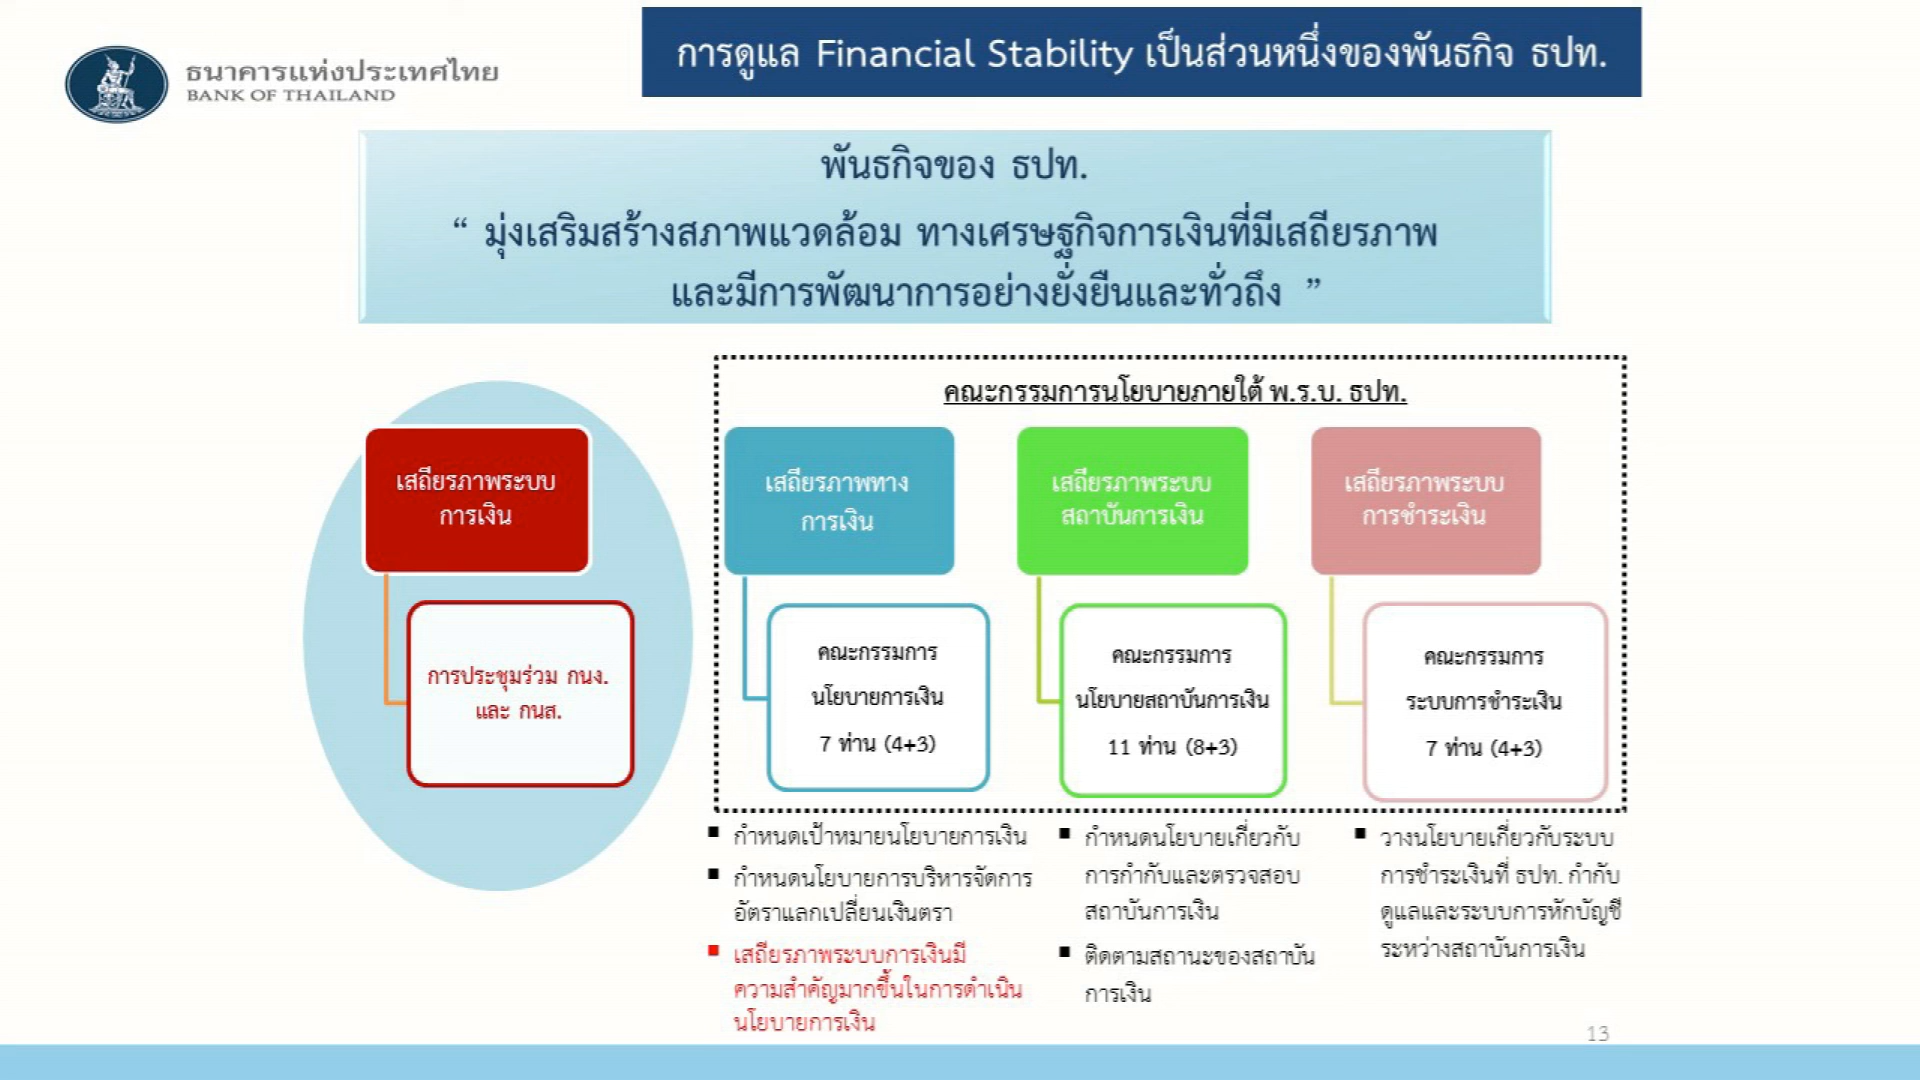 ธนาคารแห่งประเทศไทย
BANK OF THAILAND
การดูแล Financial Stability เป็นส่วนหนึ่งของพันธกิจ ธปท.
พันธกิจของ ธปท.
“ มุ่งเสริมสร้างสภาพแวดล้อม ทางเศรษฐกิจการเงินที่มีเสถียรภาพ
และมีการพัฒนาการอย่างยั่งยืนและทั่วถึง ”
เสถียรภาพระบบ
การเงิน
การประชุมร่วม กนง.
และ กนส.
คณะกรรมการนโยบายภายใต้ พ.ร.บ. ธปท.
เสถียรภาพทาง
การเงิน
คณะกรรมการ
นโยบายการเงิน
7 ท่าน (4+3)
■ กำหนดเป้าหมายนโยบายการเงิน
■ กำหนดนโยบายการบริหารจัดการ
อัตราแลกเปลี่ยนเงินตรา
■ เสถียรภาพระบบการเงินมี
ความสำคัญมากขึ้นในการดำเนิน
นโยบายการเงิน
เสถียรภาพระบบ
สถาบันการเงิน
คณะกรรมการ
นโยบายสถาบันการเงิน
11 ท่าน (8+3)
■ กำหนดนโยบายเกี่ยวกับ
การกำกับและตรวจสอบ
สถาบันการเงิน
■ ติดตามสถานะของสถาบัน
การเงิน
เสถียรภาพระบบ
การชำระเงิน
คณะกรรมการ
ระบบการชำระเงิน
7 ท่าน (4+3)
■ วางนโยบายเกี่ยวกับระบบ
การชำระเงินที่ ธปท. กำกับ
ดูแลและระบบการหักบัญชี
ระหว่างสถาบันการเงิน
13